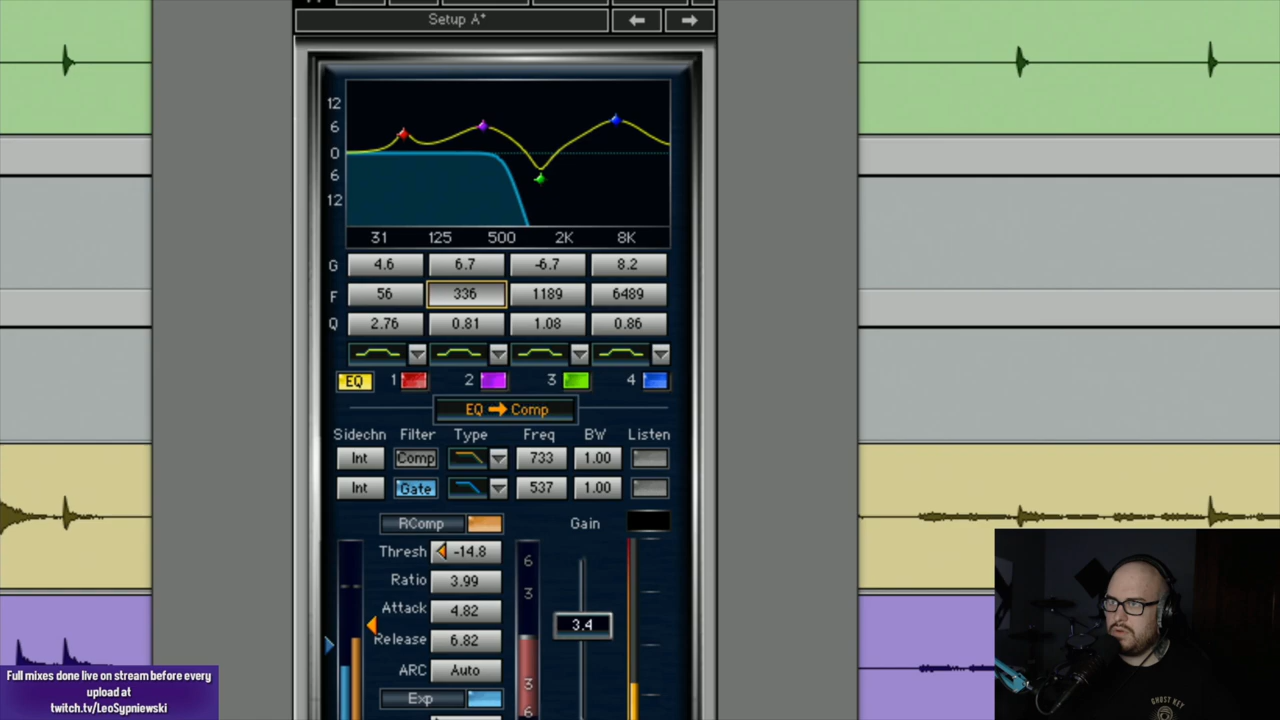 Setup A*
12
6
0
6
12
31 125 500 2K 8K
G 4.6 6.7 -6.7 8.2
F 56 336 1189 6489
Q 2.76 0.81 1.08 0.86
EQ 1 2 3 4
EQ Comp
Sidechn Filter Type Freq BW Listen
Int Comp 733 1.00
Int Gate 537 1.00
RComp Gain
Thresh -14.8
Ratio 3.99
Attack 4.82
Release 6.82
ARC Auto
Exp
6
3
3
6
3.4
Full mixes done live on stream before every
upload at
twitch.tv/LeoSypniewski
GHOST KEY